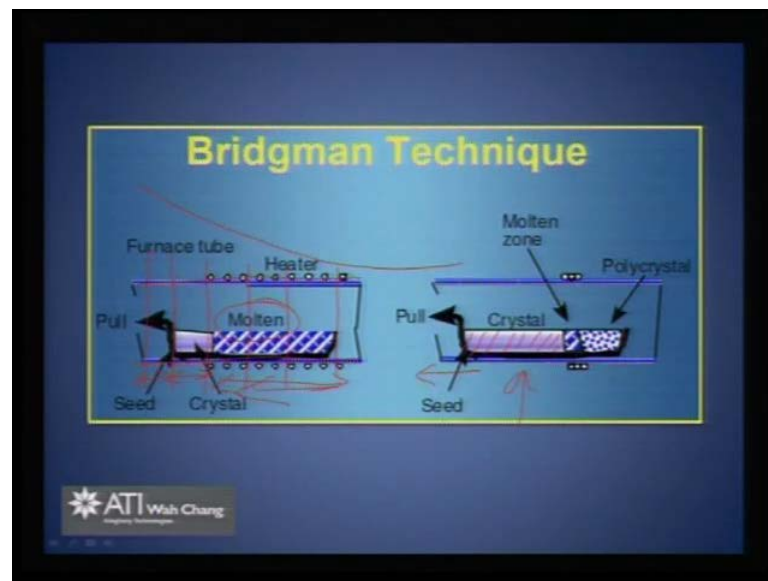 Bridgman Technique
Furnace tube
Heater
Pull
Molten
Seed
Crystal
Molten
zone
Polycrystal
Pull
Crystal
Seed
ATI Wah Chang